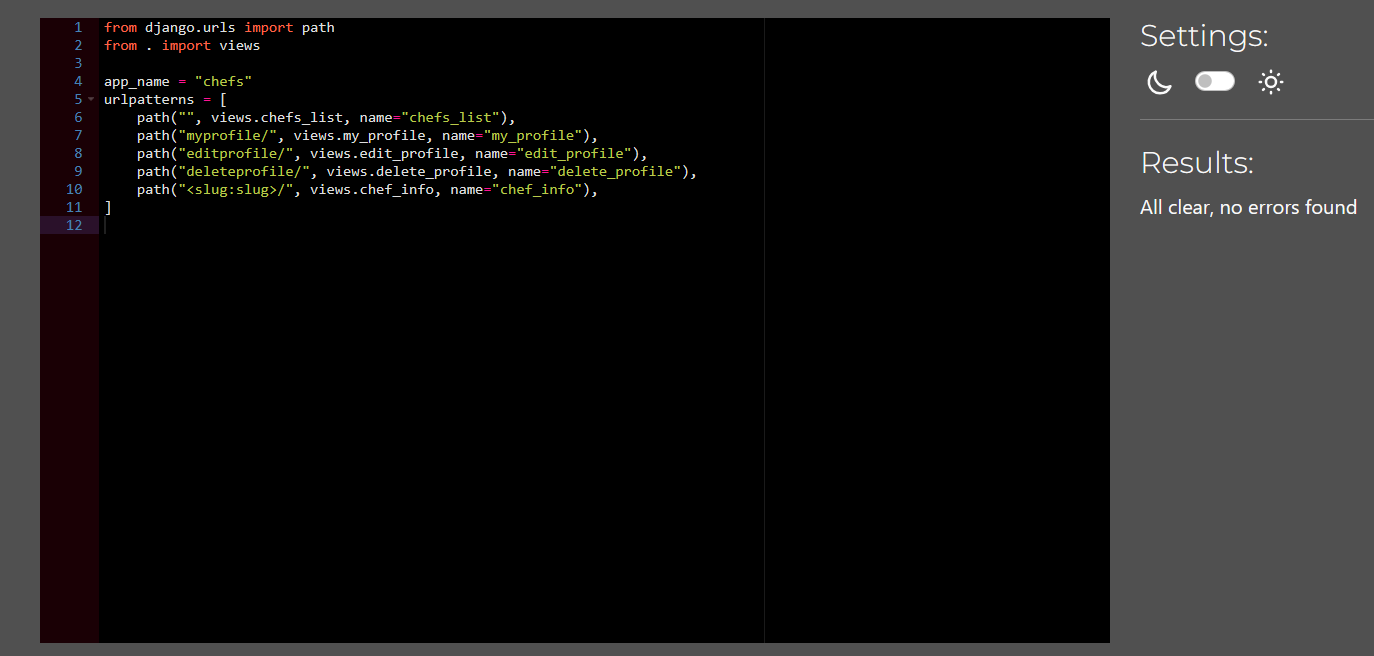 1 from django.urls import path
2 from . import views
3
4 app_name = "chefs"
5 urlpatterns = [
6     path("", views.chefs_list, name="chefs_list"),
7     path("myprofile/", views.my_profile, name="my_profile"),
8     path("editprofile/", views.edit_profile, name="edit_profile"),
9     path("deleteprofile/", views.delete_profile, name="delete_profile"),
10     path("<slug:slug>/", views.chef_info, name="chef_info"),
11 ]
12
Settings:
Results:
All clear, no errors found